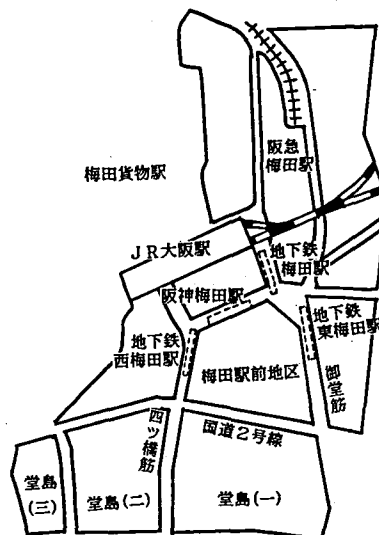 阪急
梅田駅
梅田貨物駅
JR大阪駅
地下鉄
梅田駅
阪神梅田駅
地下鉄
東梅田駅
地下鉄
西梅田駅
梅田駅前地区
御堂筋
四ツ橋筋
国道2号線
堂島
(三)
堂島(二)
堂島(一)